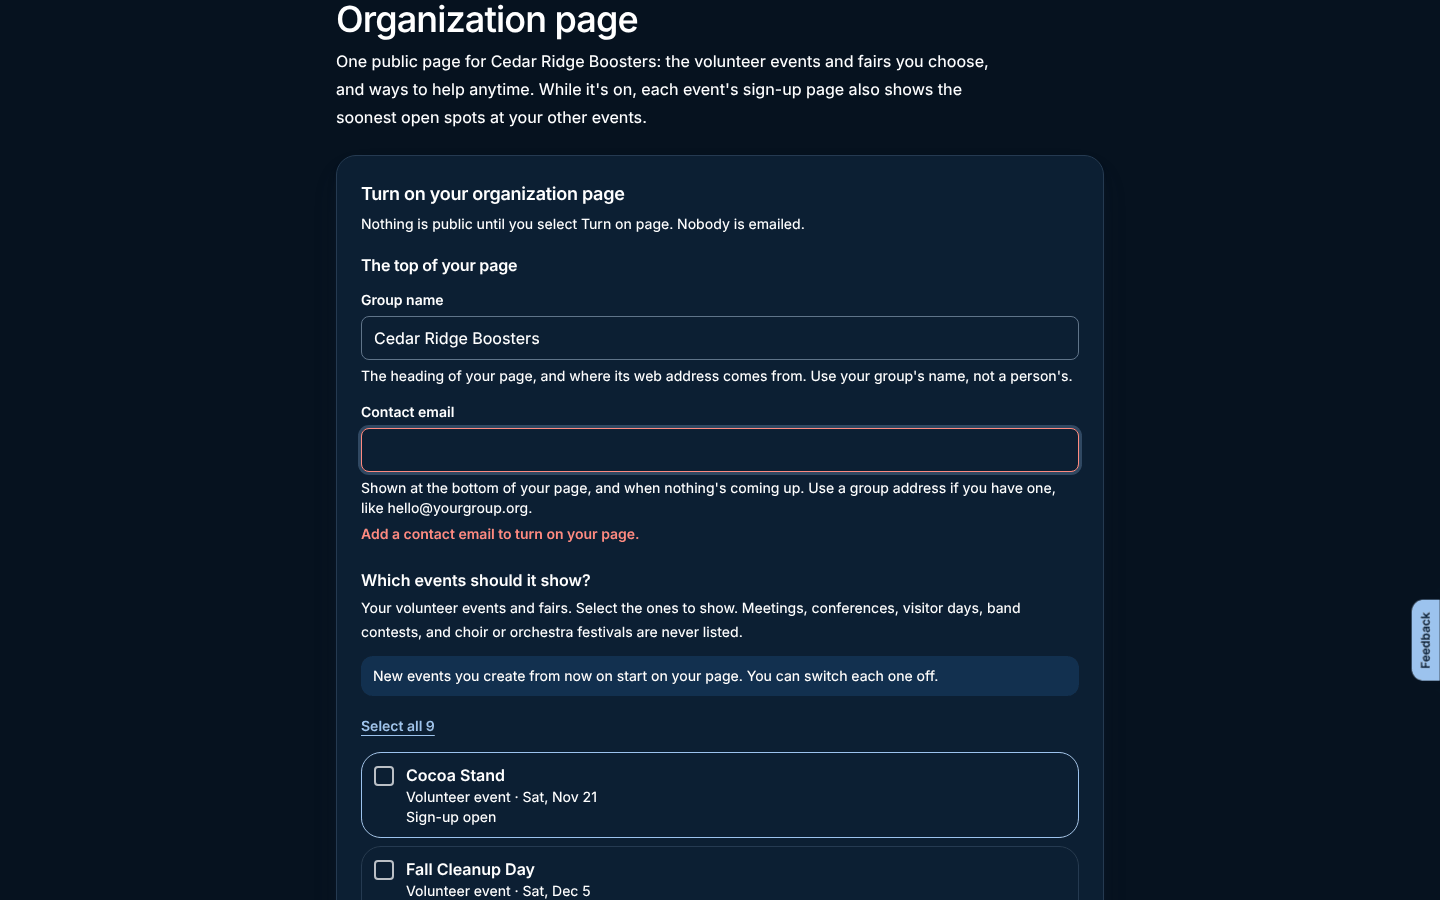 Organization page
One public page for Cedar Ridge Boosters: the volunteer events and fairs you choose,
and ways to help anytime. While it's on, each event's sign-up page also shows the
soonest open spots at your other events.
Turn on your organization page
Nothing is public until you select Turn on page. Nobody is emailed.
The top of your page
Group name
Cedar Ridge Boosters
The heading of your page, and where its web address comes from. Use your group's name, not a person's.
Contact email
Shown at the bottom of your page, and when nothing's coming up. Use a group address if you have one,
like hello@yourgroup.org.
Add a contact email to turn on your page.
Which events should it show?
Your volunteer events and fairs. Select the ones to show. Meetings, conferences, visitor days, band
contests, and choir or orchestra festivals are never listed.
New events you create from now on start on your page. You can switch each one off.
Select all 9
Cocoa Stand
Volunteer event · Sat, Nov 21
Sign-up open
Fall Cleanup Day
Volunteer event · Sat, Dec 5
Feedback